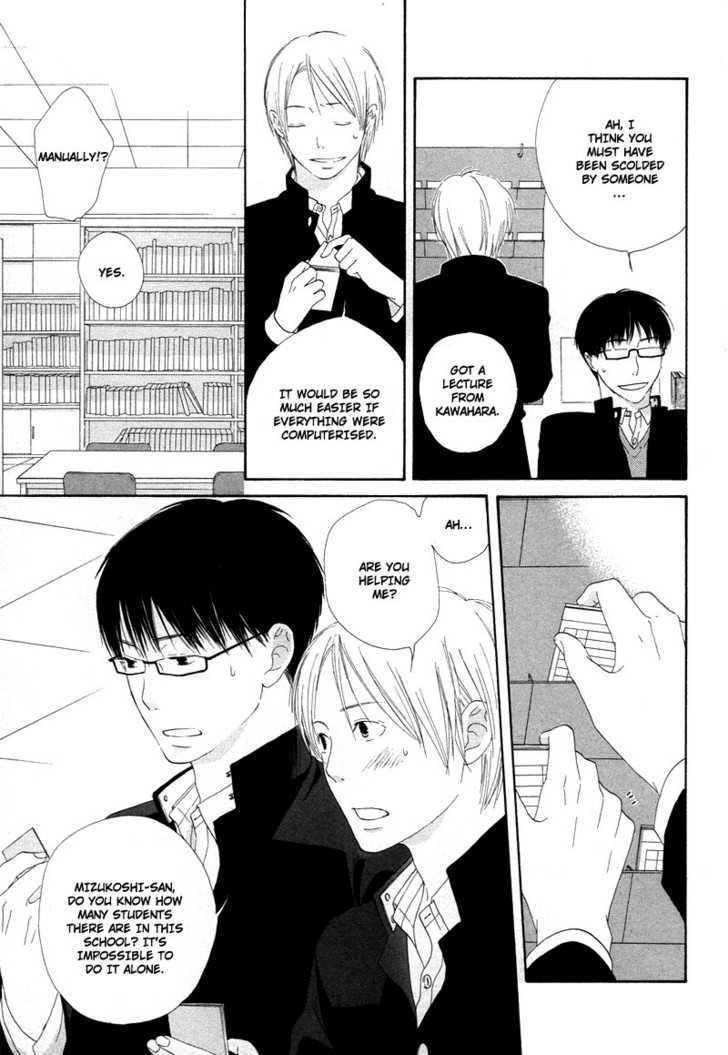 AH, I
THINK YOU
MUST HAVE
BEEN SCOLDED
BY SOMEONE
...
GOT A
LECTURE
FROM
KAWAHARA.
IT WOULD BE SO
MUCH EASIER IF
EVERYTHING WERE
COMPUTERISED.
MANUALLY!?
YES.
AH...
ARE YOU
HELPING
ME?
MIZUKOSHI-SAN,
DO YOU KNOW HOW
MANY STUDENTS
THERE ARE IN THIS
SCHOOL? IT'S
IMPOSSIBLE TO
DO IT ALONE.